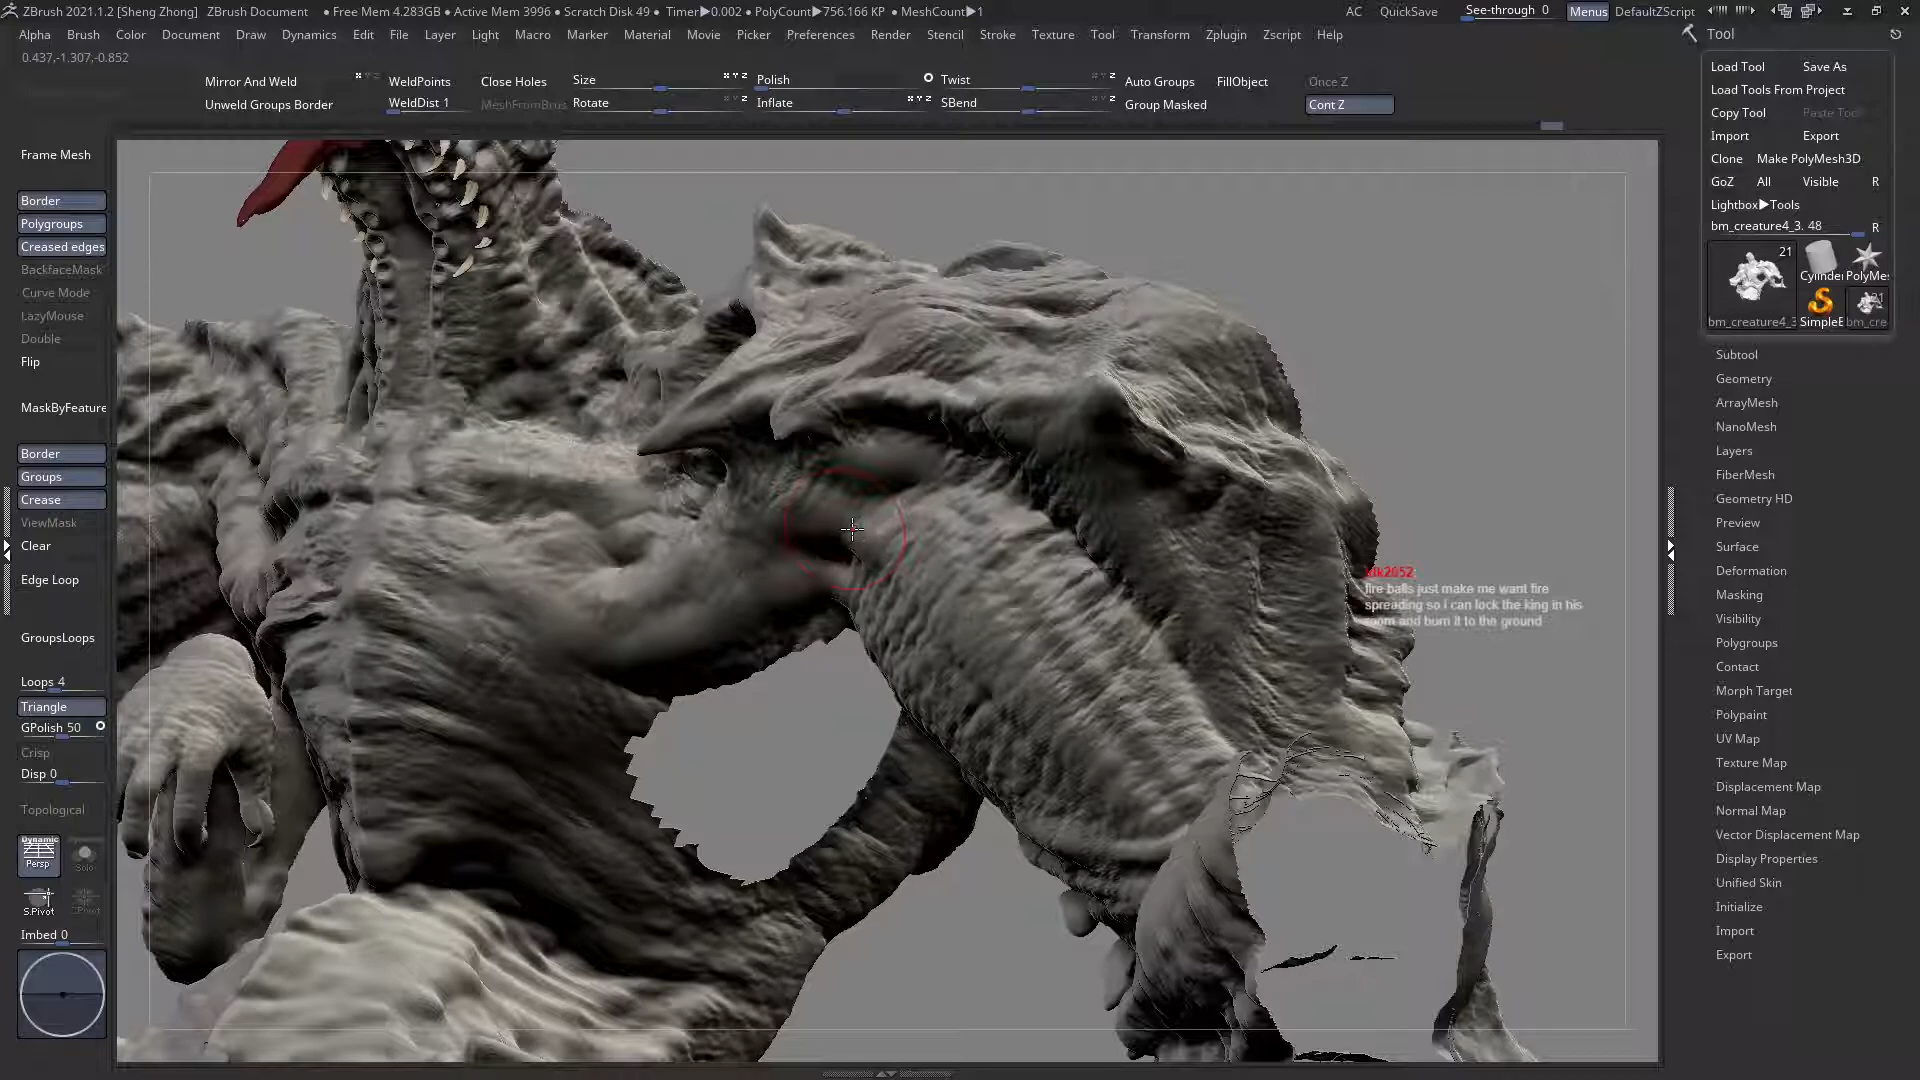 ZBrush 2021.1.2 [Sheng Zhong] ZBrush Document • Free Mem 4.283GB • Active Mem 3996 • Scratch Disk 49 • Timer▶0.002 • PolyCount▶756.166 KP • MeshCount▶1 AC QuickSave See-through 0 Menus DefaultZScript
Alpha Brush Color Document Draw Dynamics Edit File Layer Light Macro Marker Material Movie Picker Preferences Render Stencil Stroke Texture Tool Transform Zplugin Zscript Help
0.437,-1.307,-0.852
Mirror And Weld WeldPoints Close Holes Size Polish Twist Auto Groups FillObject Once Z
Unweld Groups Border WeldDist 1 MeshFromBrus Rotate Inflate SBend Group Masked Cont Z
Frame Mesh
Border
Polygroups
Creased edges
BackfaceMask
Curve Mode
LazyMouse
Double
Flip
MaskByFeature
Border
Groups
Crease
ViewMask
Clear
Edge Loop
GroupsLoops
Loops 4
Triangle
GPolish 50
Crisp
Disp 0
Topological
Dynamic
Persp Solo
S.Pivot
Imbed 0
fire balls just make me want fire
spreading so i can lock the king in his
room and burn it to the ground
Tool
Load Tool Save As
Load Tools From Project
Copy Tool Paste Too
Import Export
Clone Make PolyMesh3D
GoZ All Visible R
Lightbox▶Tools
bm_creature4_3. 48 R
21
Cylinder PolyMes
21
bm_creature4_3 SimpleE bm_cre
Subtool
Geometry
ArrayMesh
NanoMesh
Layers
FiberMesh
Geometry HD
Preview
Surface
Deformation
Masking
Visibility
Polygroups
Contact
Morph Target
Polypaint
UV Map
Texture Map
Displacement Map
Normal Map
Vector Displacement Map
Display Properties
Unified Skin
Initialize
Import
Export